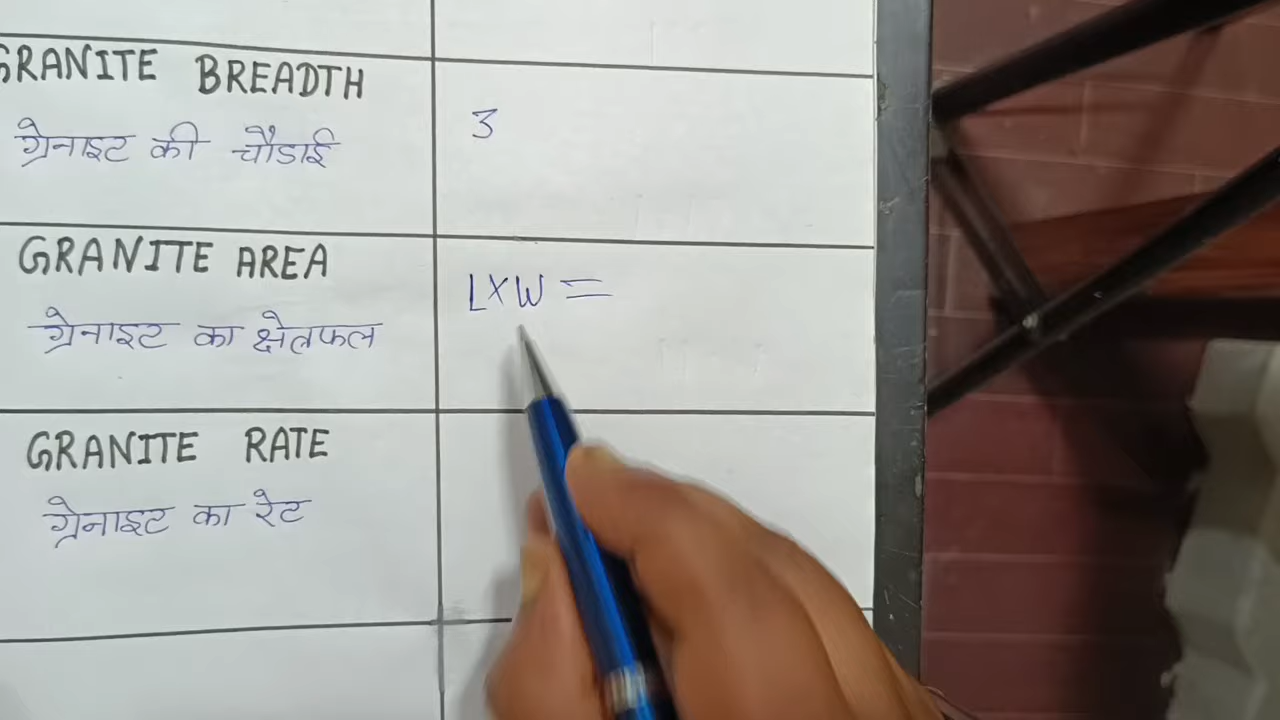 GRANITE BREADTH
ग्रेनाइट की चौडाई
3
GRANITE AREA
ग्रेनाइट का क्षेत्रफल
LXW =
GRANITE RATE
ग्रेनाइट का रेट